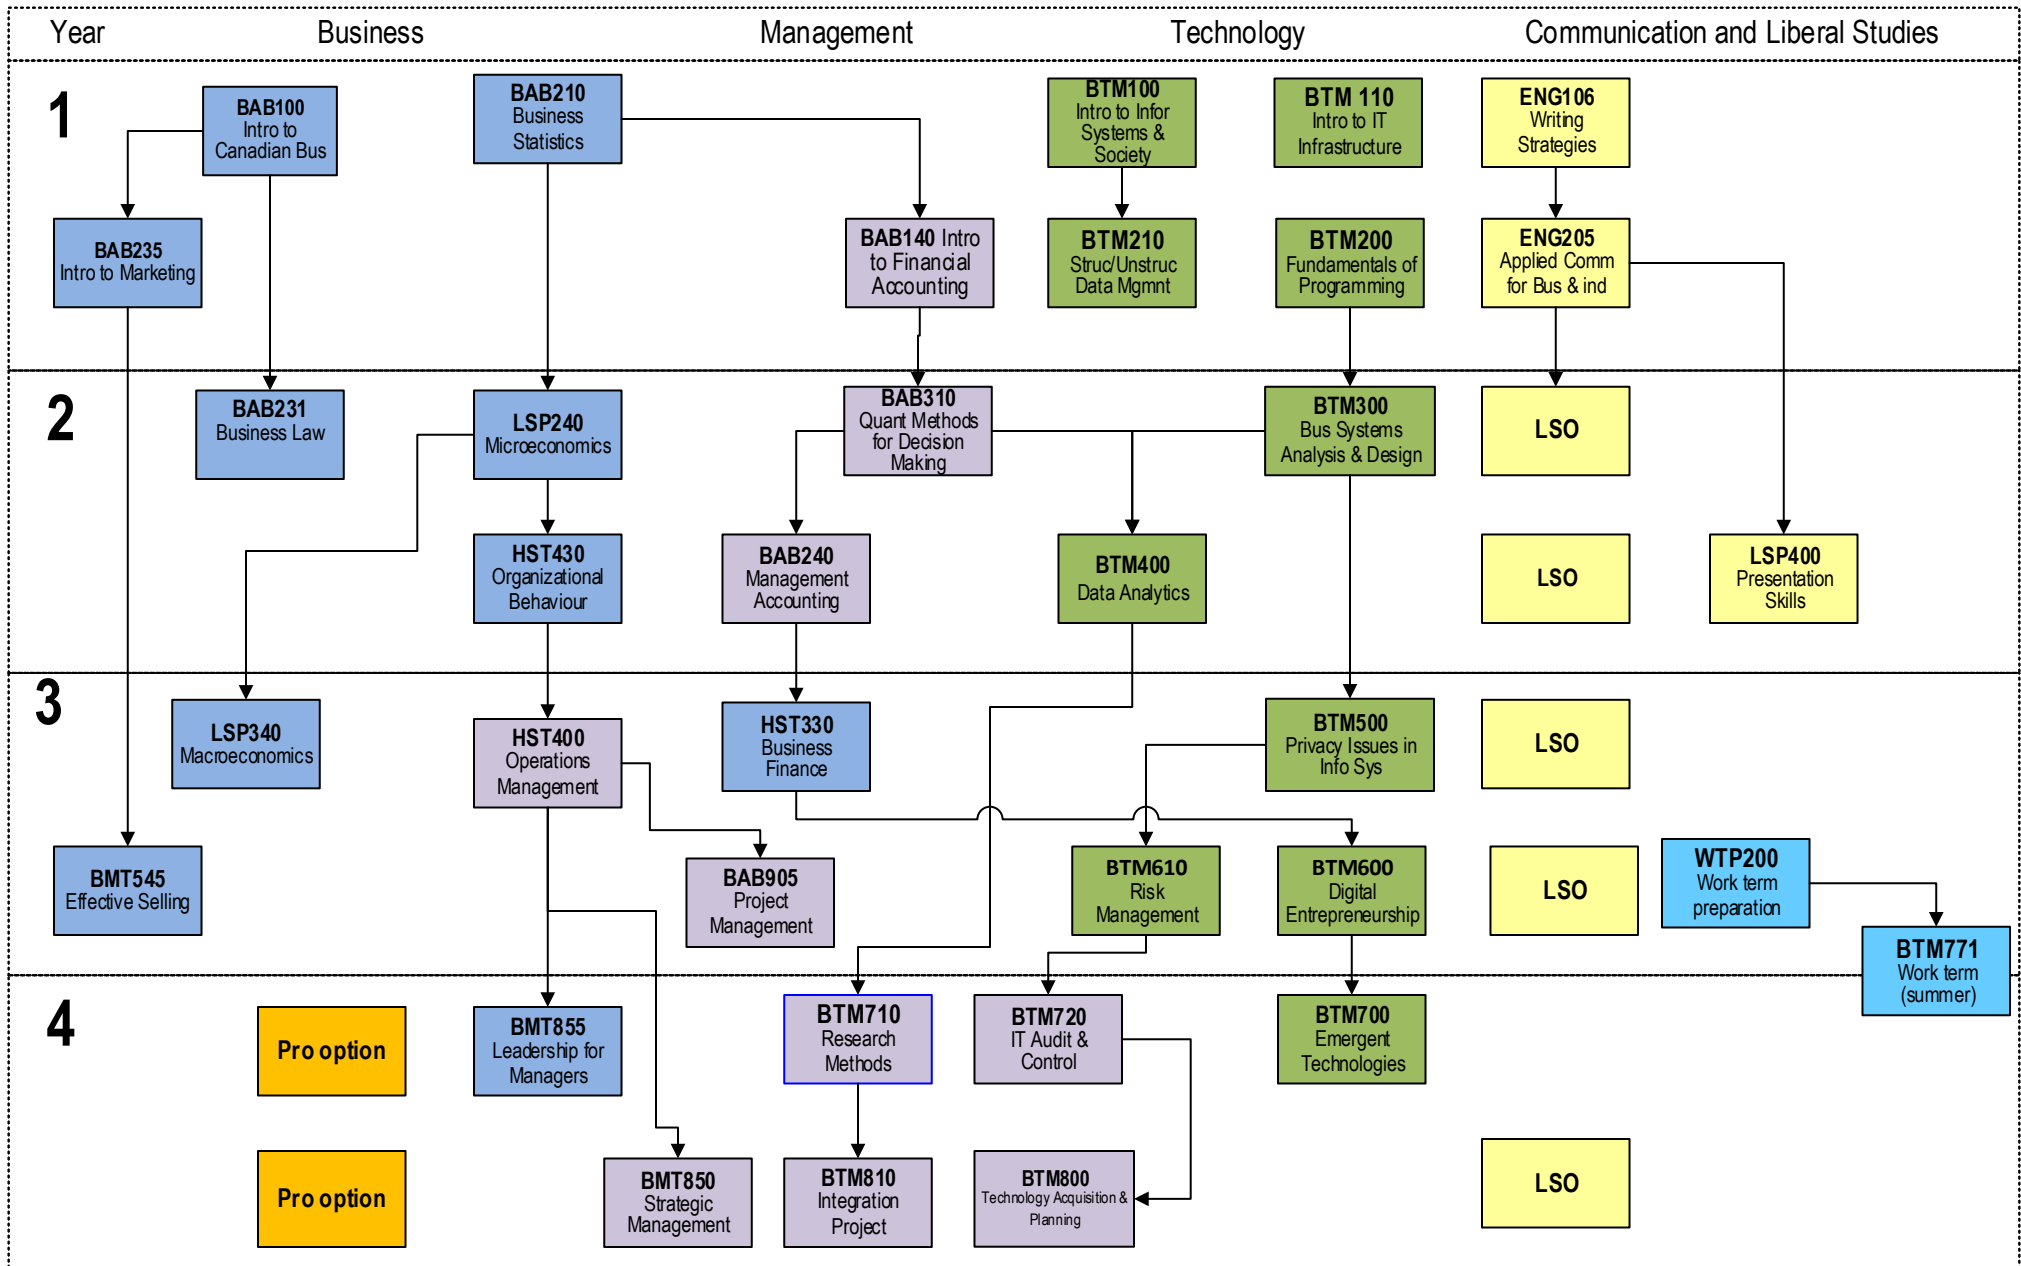 Year Business Management Technology Communication and Liberal Studies
1
BAB100
Intro to
Canadian Bus
BAB210
Business
Statistics
BTM100
Intro to Infor
Systems &
Society
BTM 110
Intro to IT
Infrastructure
ENG106
Writing
Strategies
BAB235
Intro to Marketing
BAB140 Intro
to Financial
Accounting
BTM210
Struc/Unstruc
Data Mgmnt
BTM200
Fundamentals of
Programming
ENG205
Applied Comm
for Bus & ind
2
BAB231
Business Law
LSP240
Microeconomics
BAB310
Quant Methods
for Decision
Making
BTM300
Bus Systems
Analysis & Design
LSO
HST430
Organizational
Behaviour
BAB240
Management
Accounting
BTM400
Data Analytics
LSO
LSP400
Presentation
Skills
3
LSP340
Macroeconomics
HST400
Operations
Management
HST330
Business
Finance
BTM500
Privacy Issues in
Info Sys
LSO
BMT545
Effective Selling
BAB905
Project
Management
BTM610
Risk
Management
BTM600
Digital
Entrepreneurship
LSO
WTP200
Work term
preparation
BTM771
Work term
(summer)
4
Pro option
BMT855
Leadership for
Managers
BTM710
Research
Methods
BTM720
IT Audit &
Control
BTM700
Emergent
Technologies
Pro option
BMT850
Strategic
Management
BTM810
Integration
Project
BTM800
Technology Acquisition &
Planning
LSO